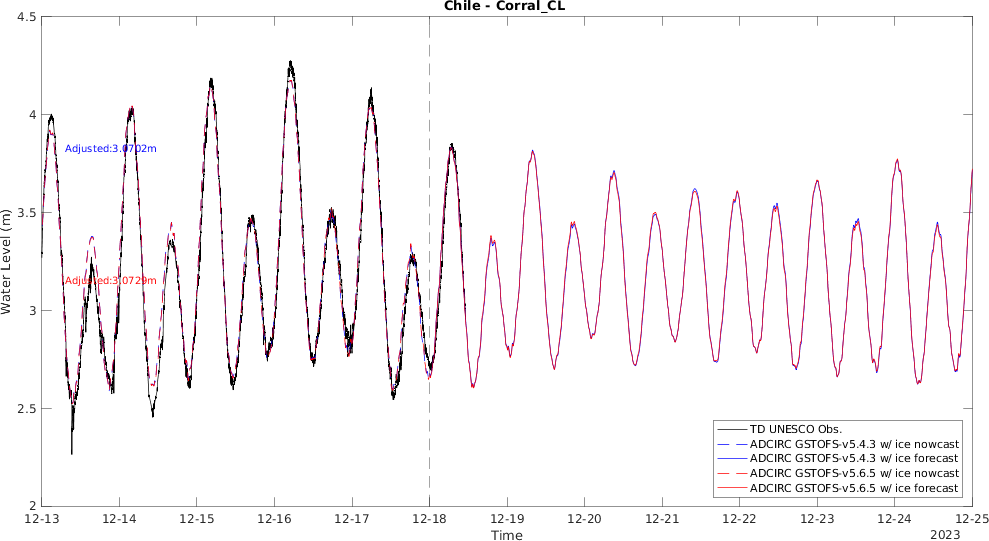 Chile - Corral_CL
4.5
4
3.5
3
2.5
2
Water Level (m)
Adjusted:3.0702m
Adjusted:3.0729m
TD UNESCO Obs.
ADCIRC GSTOFS-v5.4.3 w/ ice nowcast
ADCIRC GSTOFS-v5.4.3 w/ ice forecast
ADCIRC GSTOFS-v5.6.5 w/ ice nowcast
ADCIRC GSTOFS-v5.6.5 w/ ice forecast
12-13 12-14 12-15 12-16 12-17 12-18 12-19 12-20 12-21 12-22 12-23 12-24 12-25
Time
2023